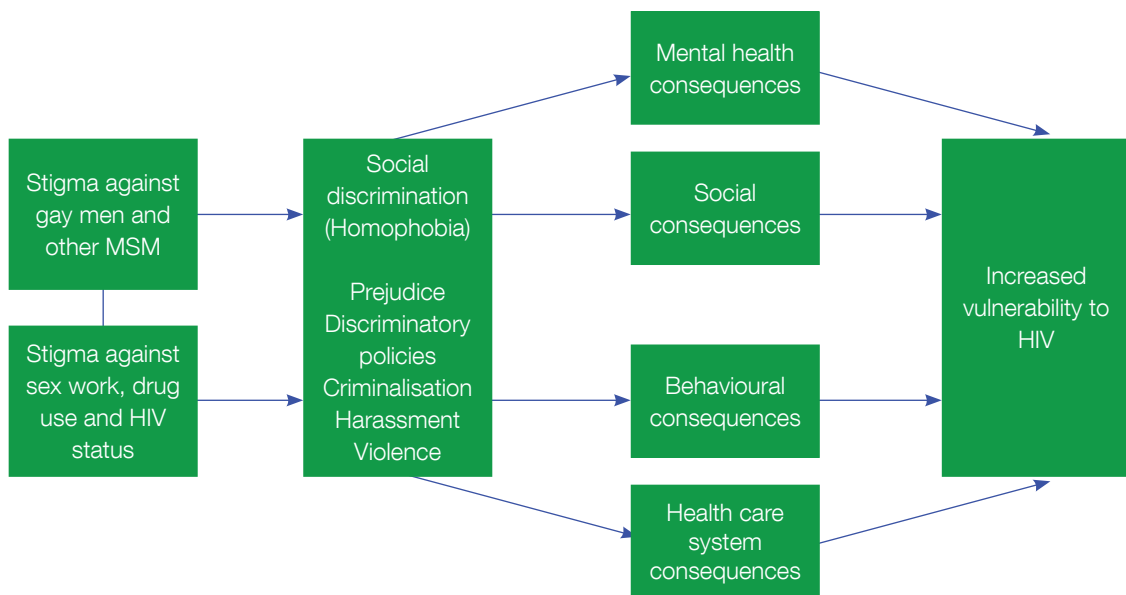 Stigma against
gay men and
other MSM
Stigma against
sex work, drug
use and HIV
status
Social
discrimination
(Homophobia)
Prejudice
Discriminatory
policies
Criminalisation
Harassment
Violence
Mental health
consequences
Social
consequences
Behavioural
consequences
Health care
system
consequences
Increased
vulnerability to
HIV